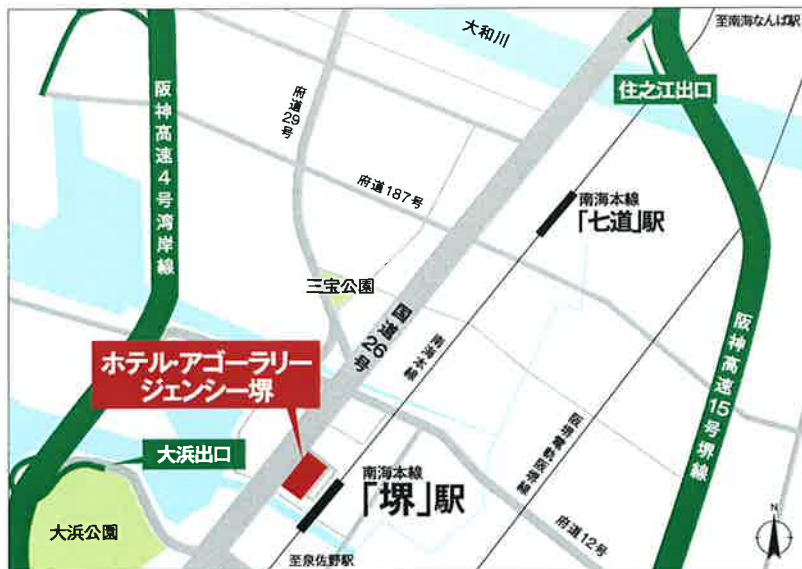 至南海なんば駅
大和川
住之江出口
府道29号
阪神高速4号湾岸線
府道187号
南海本線
「七道」駅
三宝公園
国道26号
南海本線
阪神高速15号堺線
ホテル・アゴーラリー
ジェンシー堺
阪堺電軌阪堺線
大浜出口
南海本線
「堺」駅
大浜公園
府道12号
至泉佐野駅
N